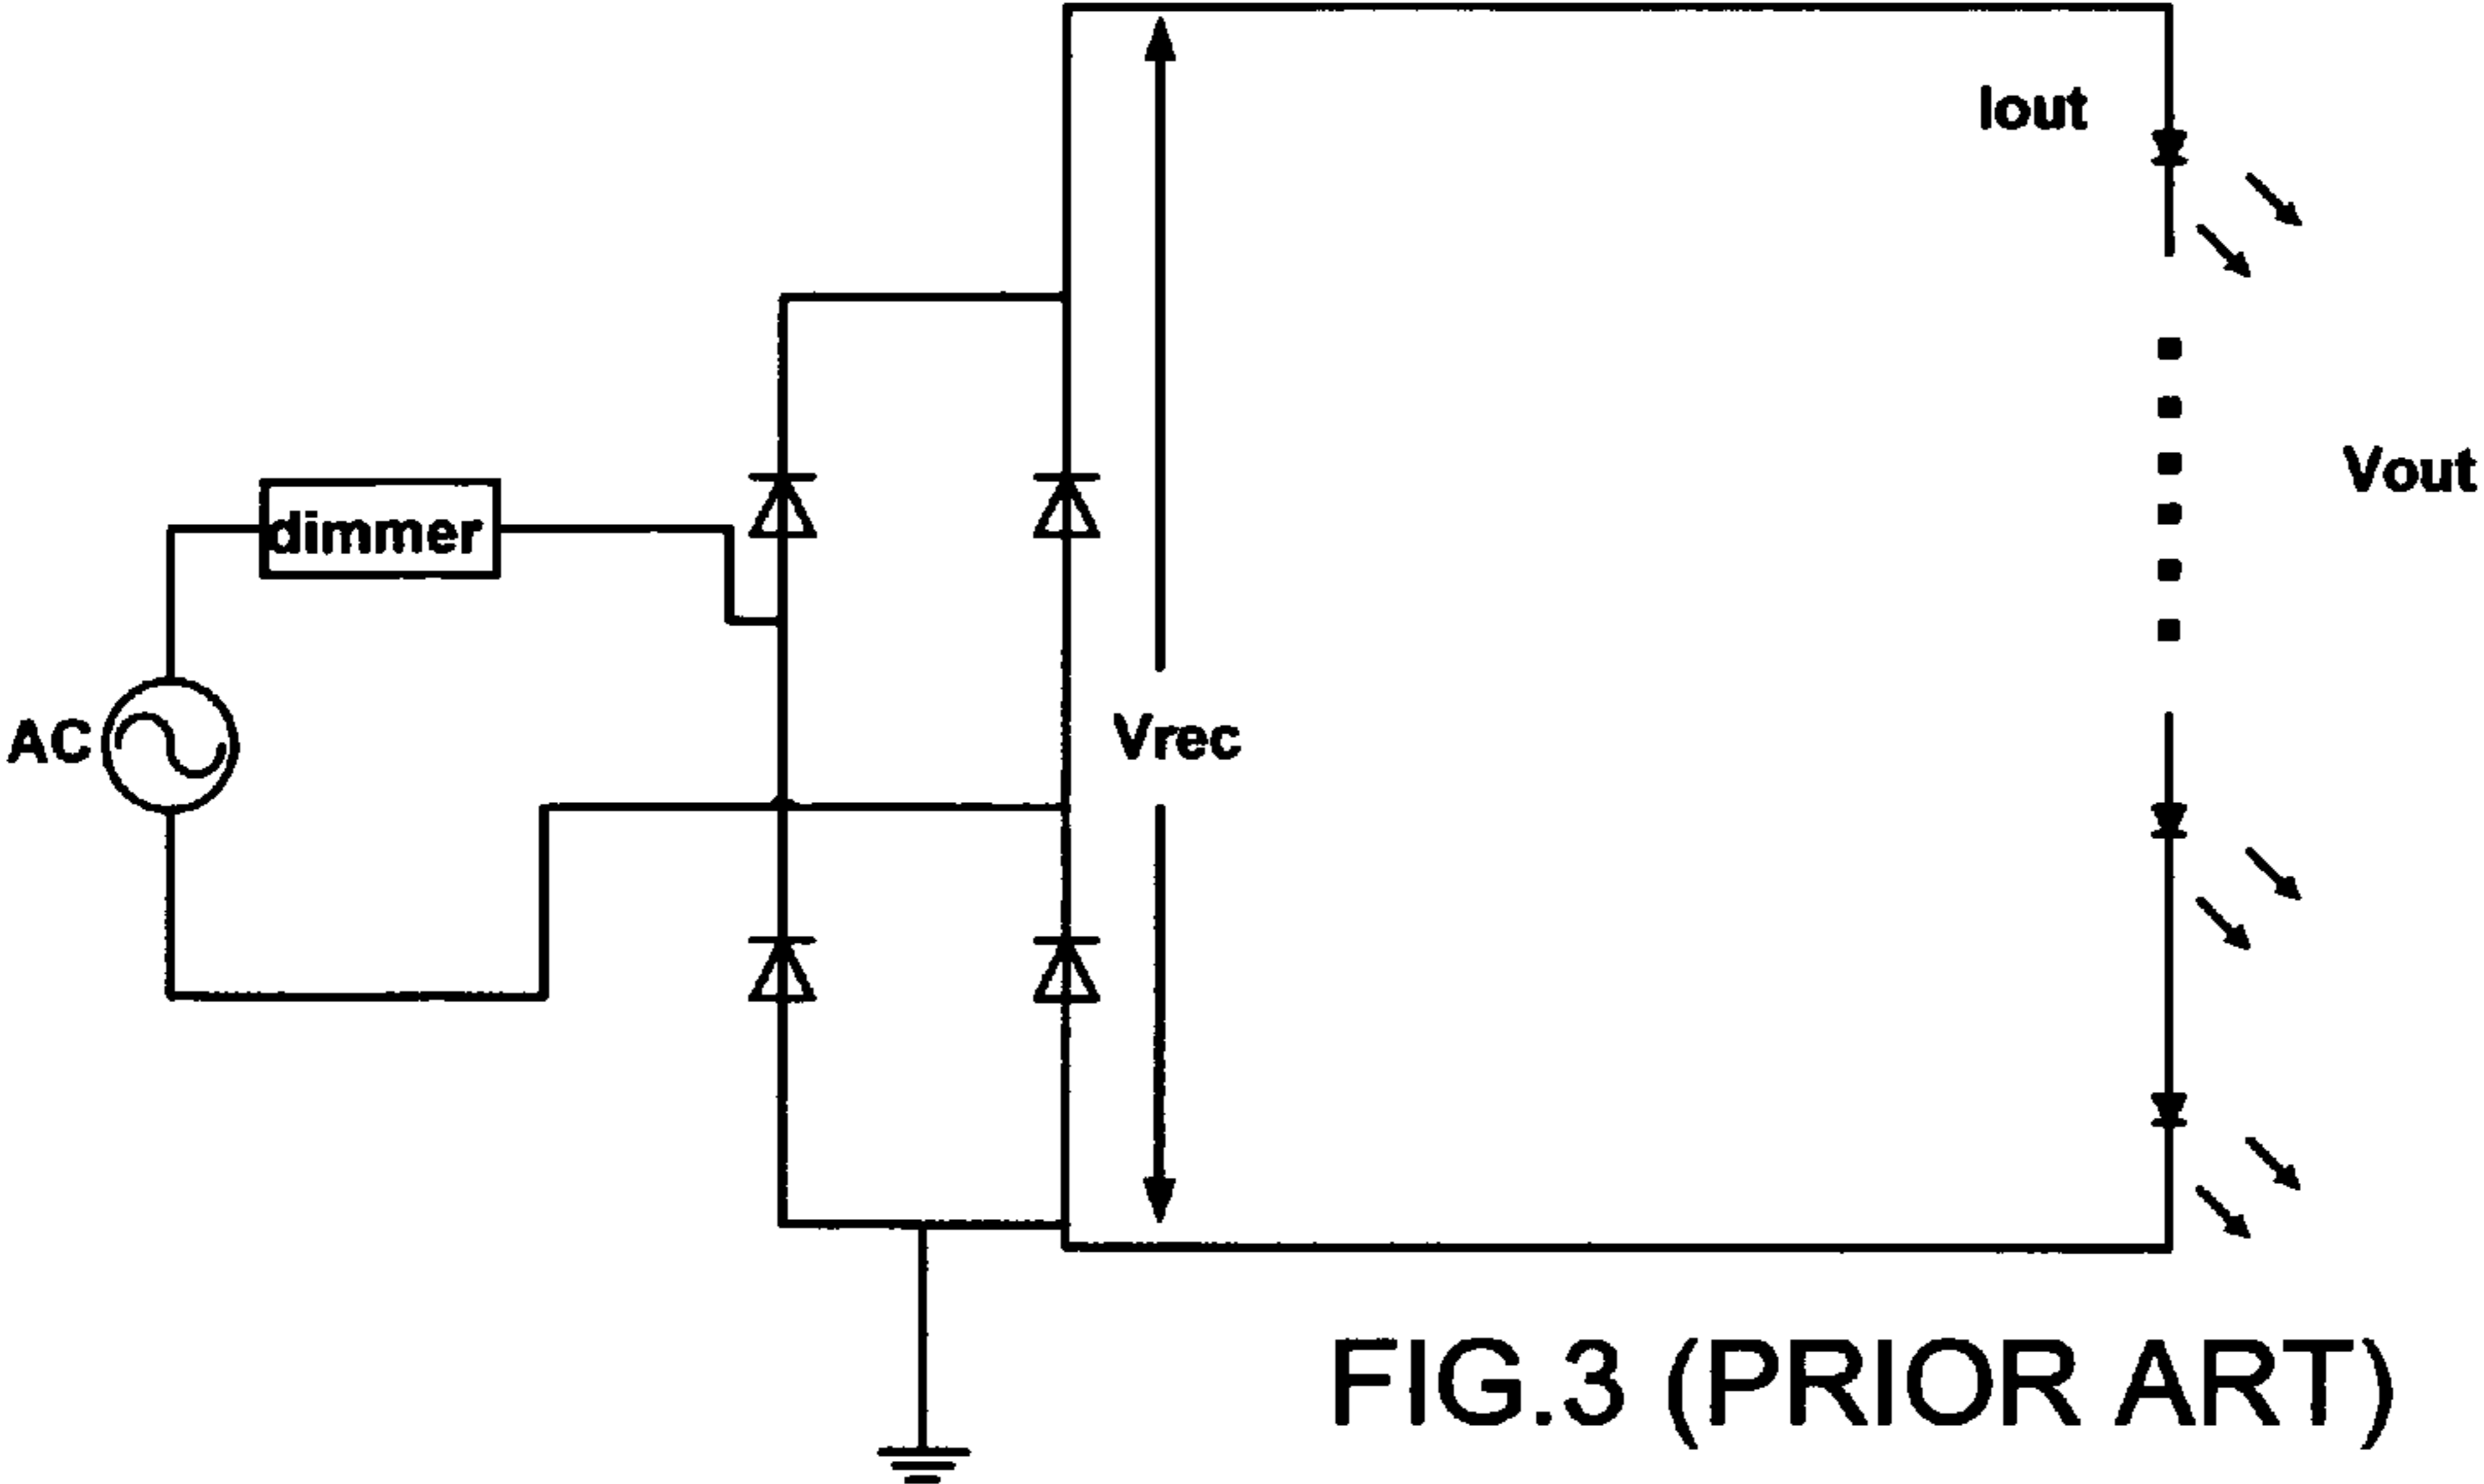 Iout
Vout
dimmer
AC
Vrec
FIG.3 (PRIOR ART)